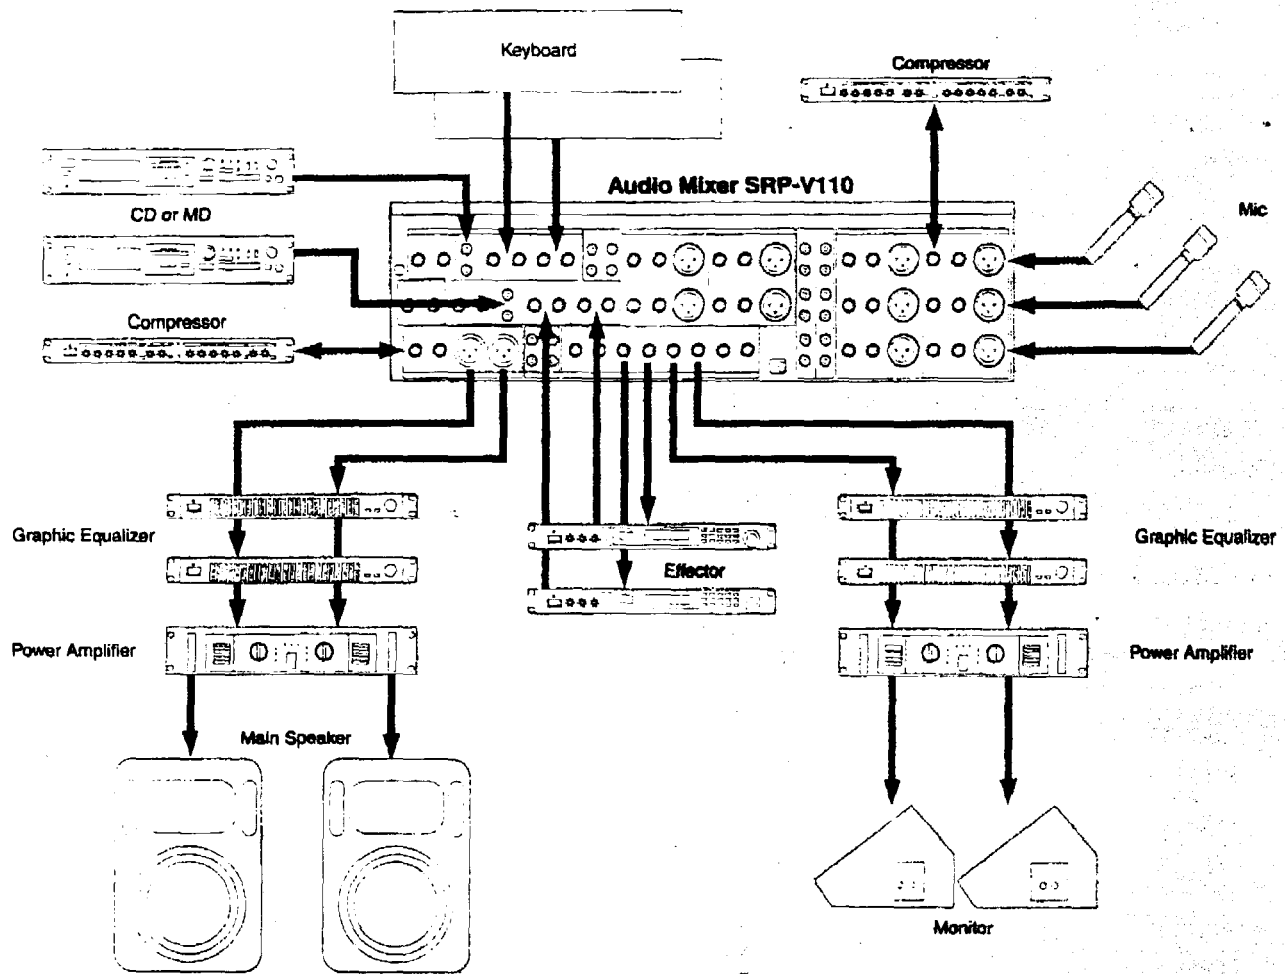 Keyboard
Compressor
Audio Mixer SRP-V110
Mic
CD or MD
Compressor
Graphic Equalizer
Graphic Equalizer
Effector
Power Amplifier
Power Amplifier
Main Speaker
Monitor